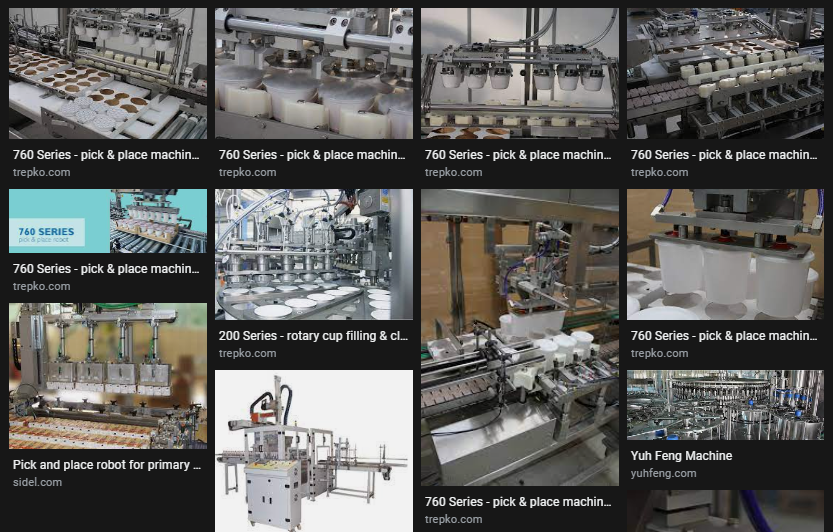 760 Series - pick & place machin...
trepko.com
760 Series - pick & place machin...
trepko.com
760 Series - pick & place machin...
trepko.com
760 Series - pick & place machin...
trepko.com
760 SERIES
pick & place robot
760 Series - pick & place machin...
trepko.com
200 Series - rotary cup filling & cl...
trepko.com
760 Series - pick & place machin...
trepko.com
Pick and place robot for primary ...
sidel.com
Yuh Feng Machine
yuhfeng.com
760 Series - pick & place machin...
trepko.com